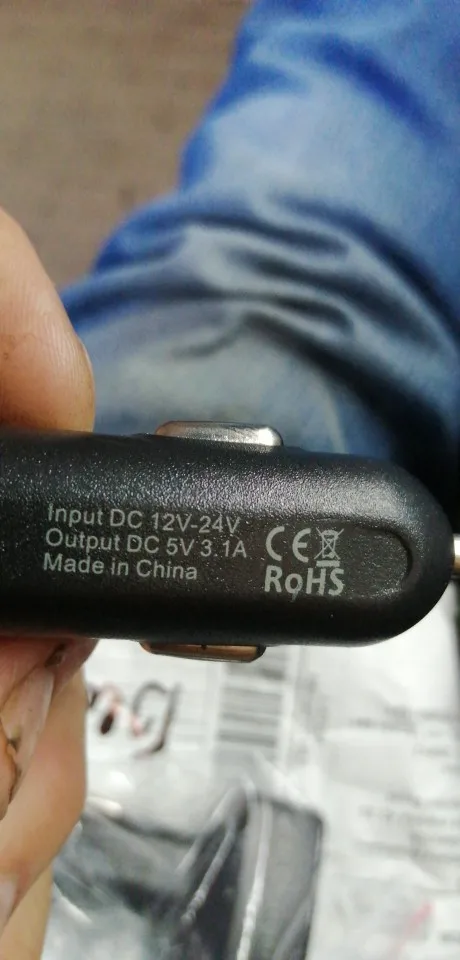 Input DC 12V-24V
Output DC 5V 3.1A
Made in China
CE
RoHS